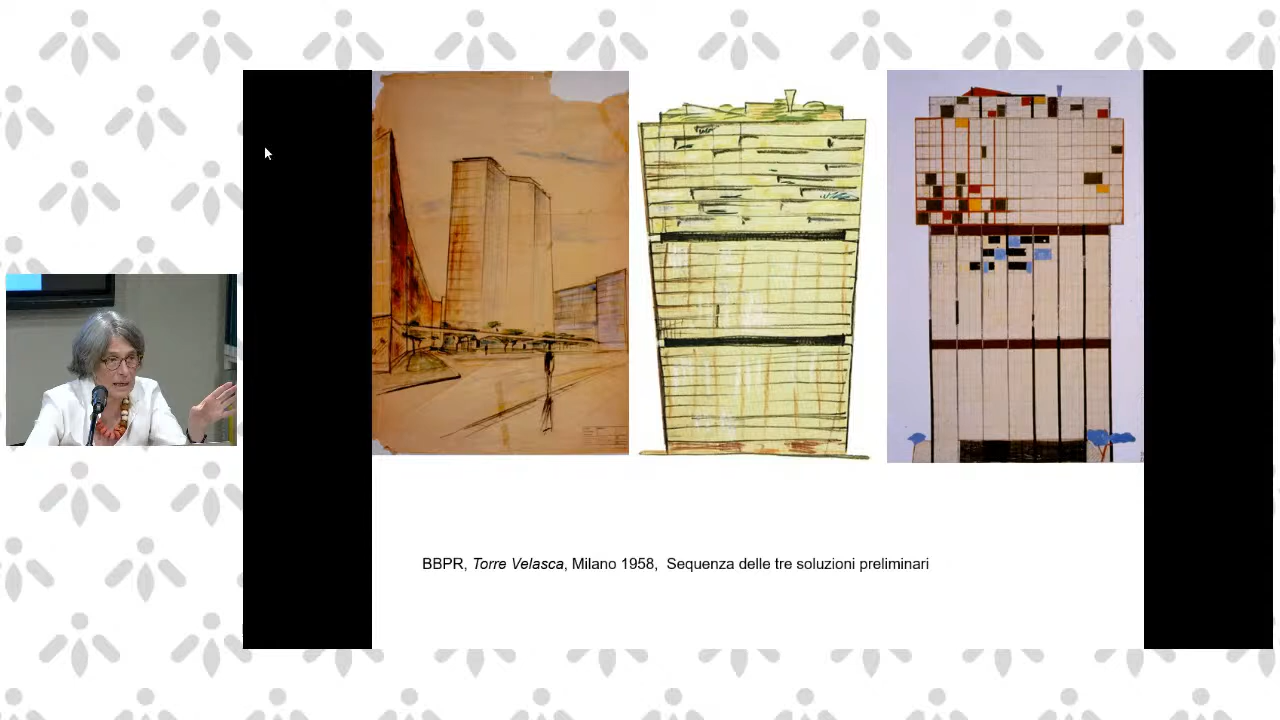 BBPR, Torre Velasca, Milano 1958,  Sequenza delle tre soluzioni preliminari